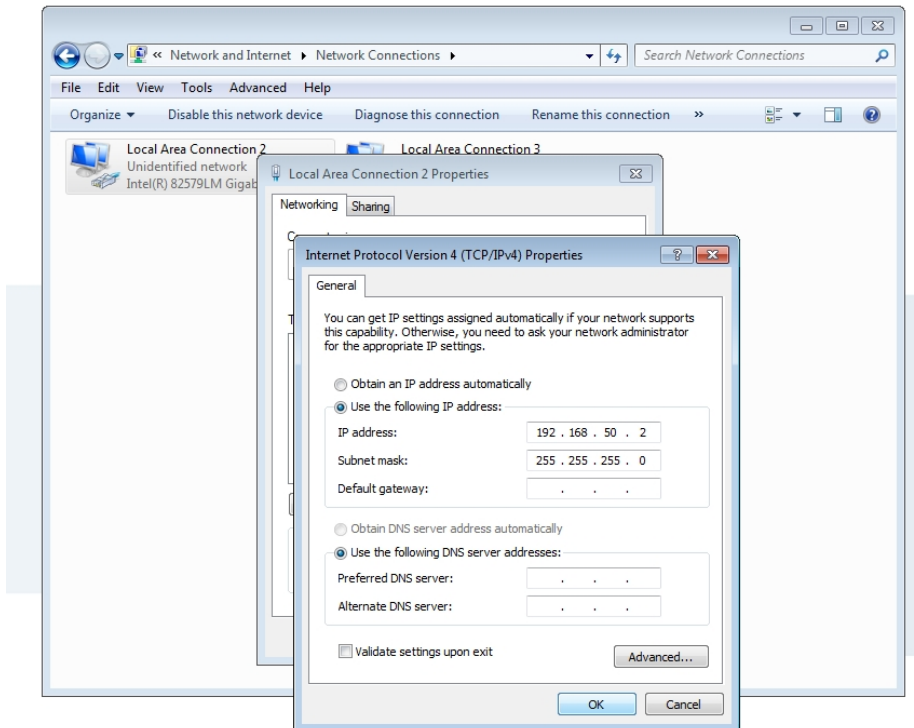 « Network and Internet Network Connections
Search Network Connections
File Edit View Tools Advanced Help
Organize Disable this network device Diagnose this connection Rename this connection »
Local Area Connection 2
Unidentified network
Intel(R) 82579LM Gigab
Local Area Connection 3
Local Area Connection 2 Properties
Networking Sharing
Internet Protocol Version 4 (TCP/IPv4) Properties
General
You can get IP settings assigned automatically if your network supports
this capability. Otherwise, you need to ask your network administrator
for the appropriate IP settings.
Obtain an IP address automatically
Use the following IP address:
IP address: 192 . 168 . 50 . 2
Subnet mask: 255 . 255 . 255 . 0
Default gateway: . . .
Obtain DNS server address automatically
Use the following DNS server addresses:
Preferred DNS server: . . .
Alternate DNS server: . . .
Validate settings upon exit
Advanced...
OK Cancel